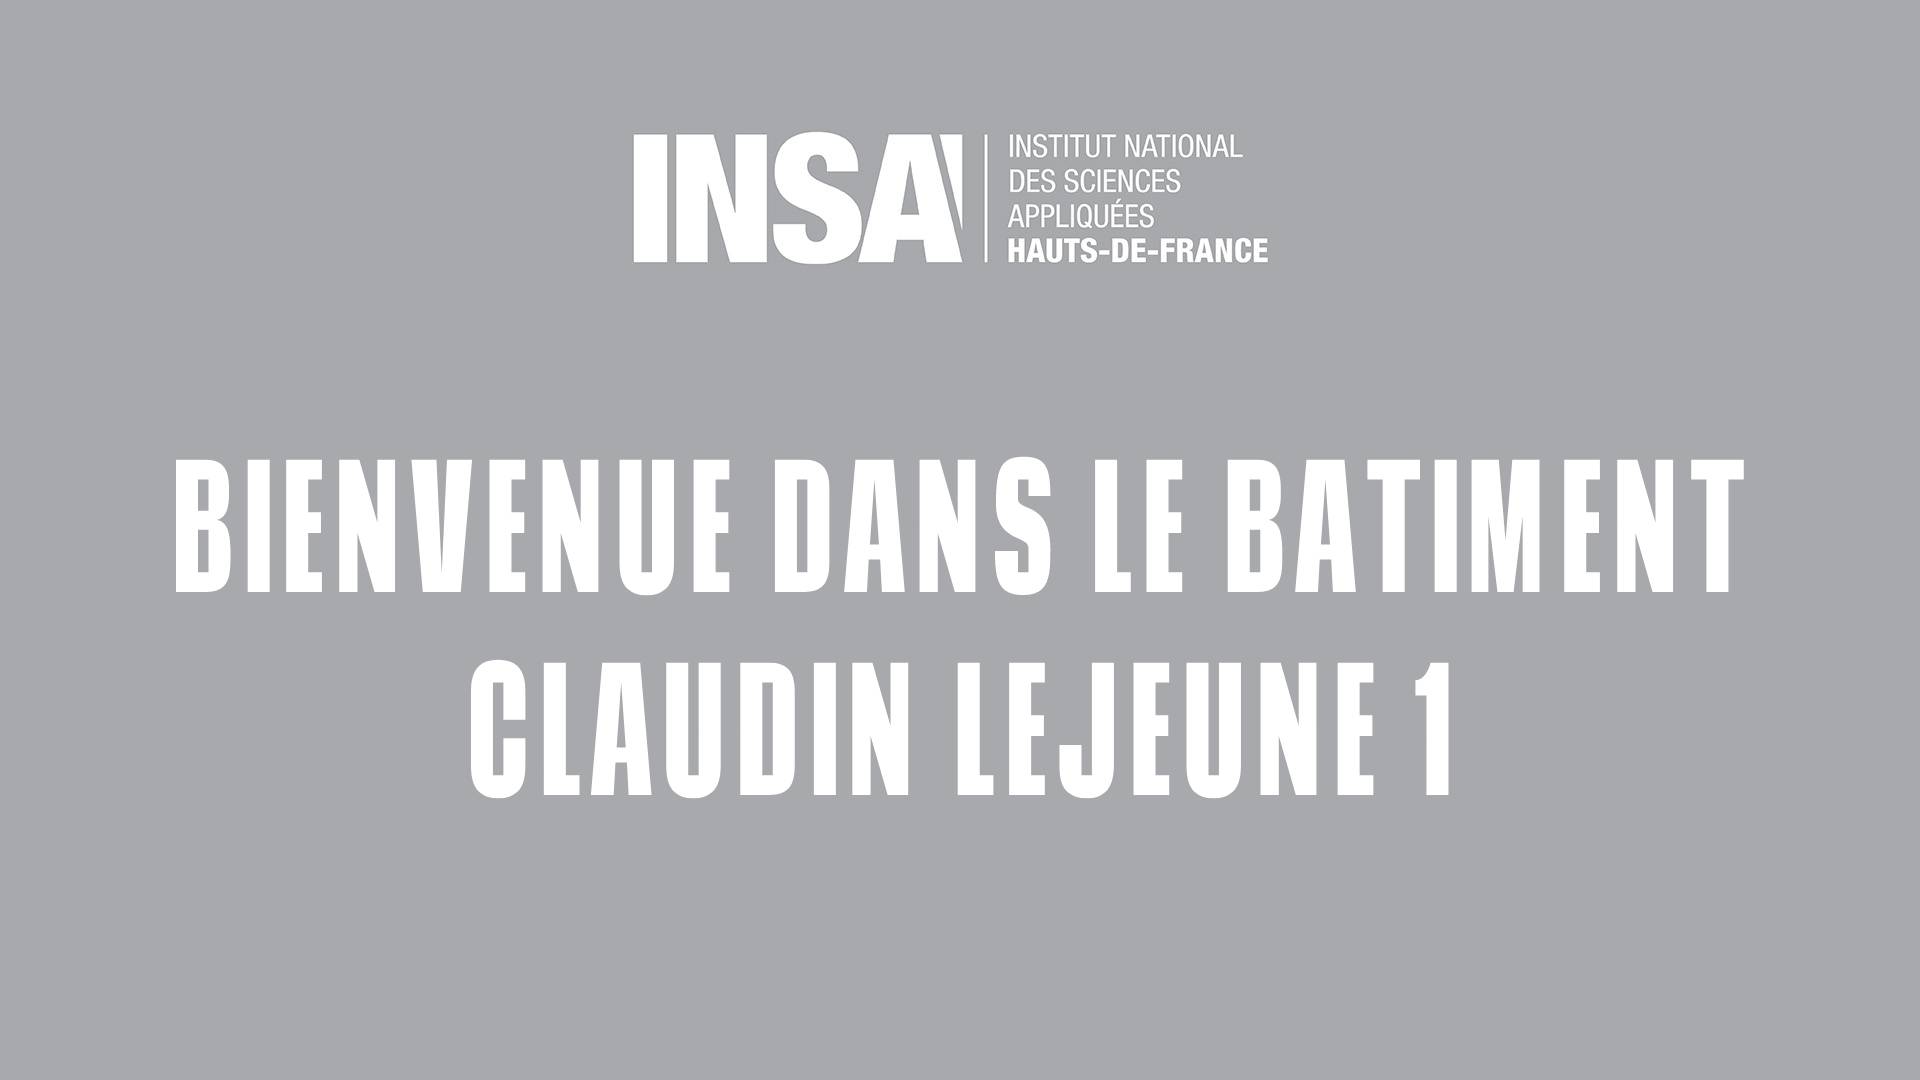 INSA
INSTITUT NATIONAL
DES SCIENCES
APPLIQUÉES
HAUTS-DE-FRANCE
BIENVENUE DANS LE BATIMENT
CLAUDIN LEJEUNE 1